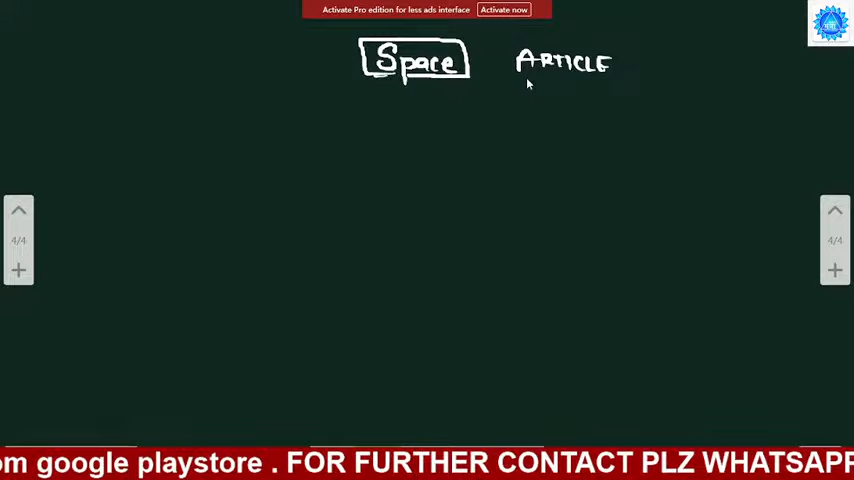 Activate Pro edition for less ads interface Activate now
Space ARTICLE
4/4 4/4
om google playstore . FOR FURTHER CONTACT PLZ WHATSAPP